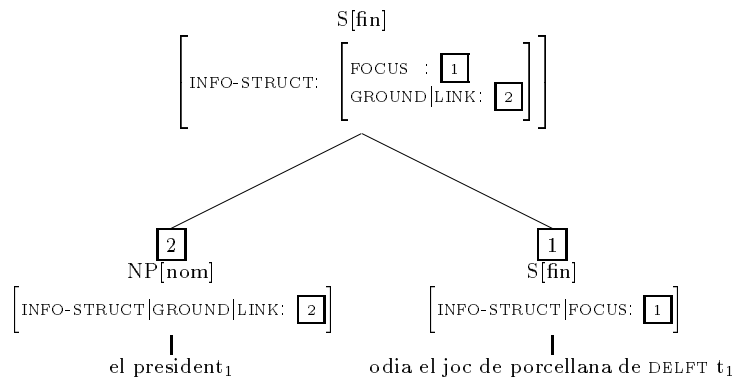 S[fin]
FOCUS : 1
INFO-STRUCT:
GROUND|LINK: 2
2 1
NP[nom] S[fin]
INFO-STRUCT|GROUND|LINK: 2 INFO-STRUCT|FOCUS: 1
el president₁ odia el joc de porcellana de DELFT t₁